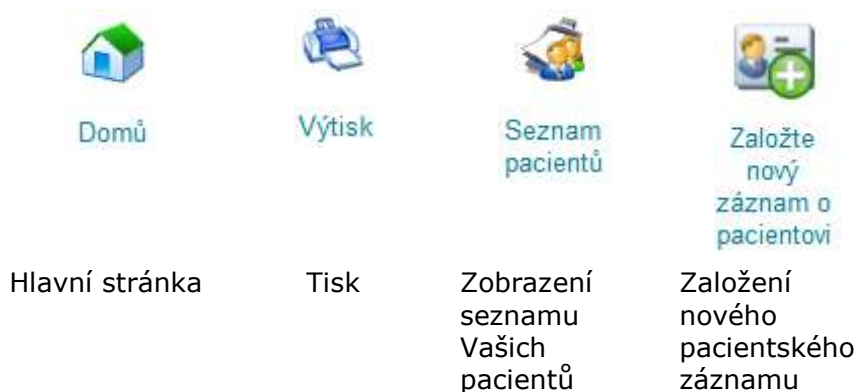 Domů
Výtisk
Seznam
pacientů
Založte
nový
záznam o
pacientovi
Hlavní stránka
Tisk
Zobrazení
seznamu
Vašich
pacientů
Založení
nového
pacientského
záznamu